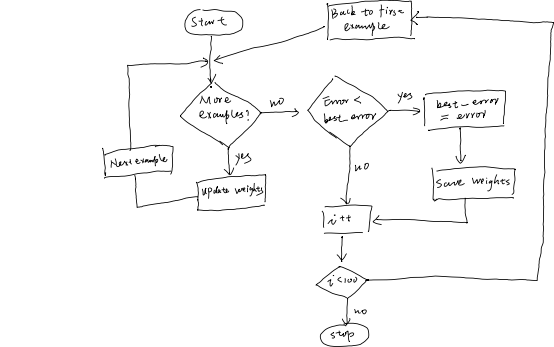 Start
Back to first
example
More
examples?
no
Error <
best_error
yes
best_error
= error
Next example
yes
update weights
no
Save weights
i++
i<100
no
stop